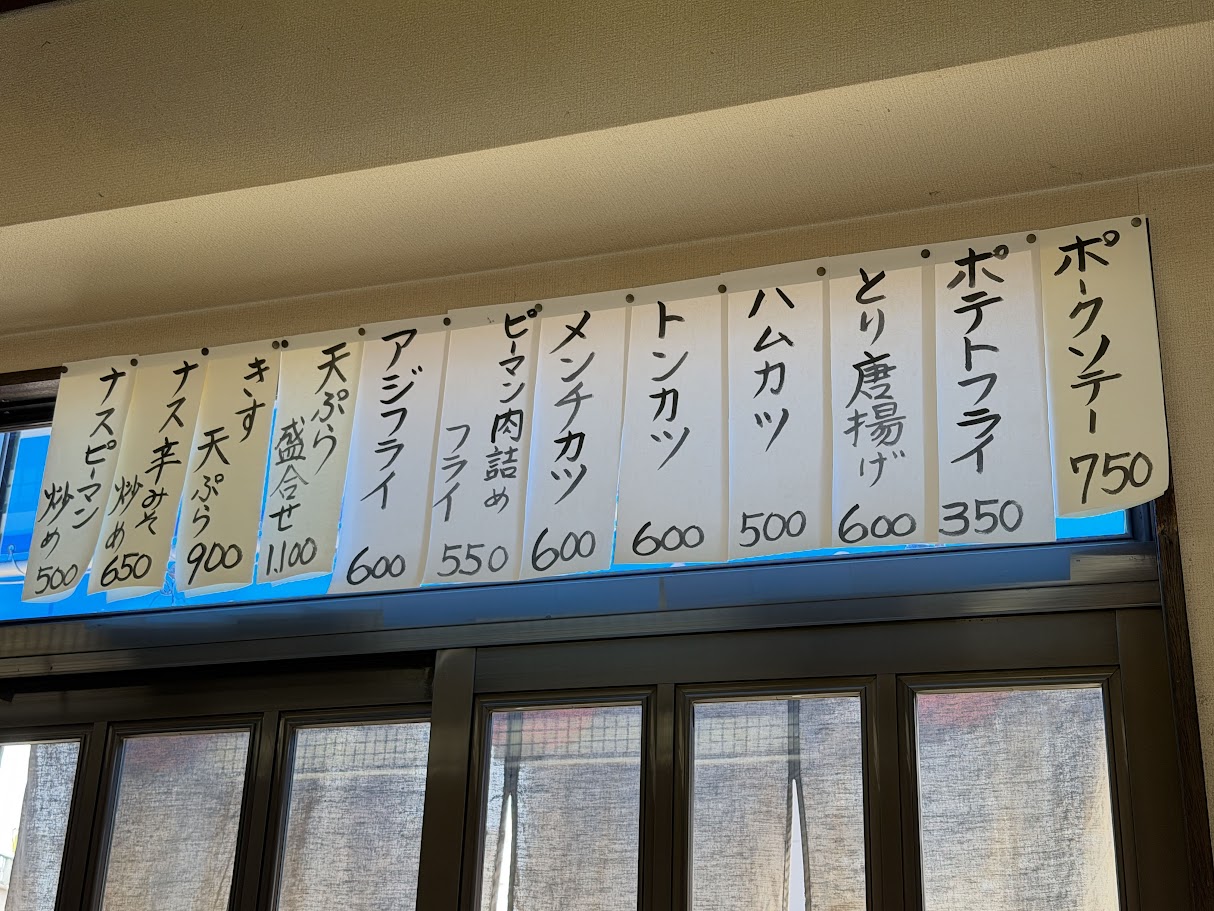 ポークソテー
750
ポテトフライ
350
とり唐揚げ
600
ハムカツ
500
トンカツ
600
メンチカツ
600
ピーマン肉詰め
フライ
550
アジフライ
600
天ぷら
盛合せ
1.100
きす
天ぷら
900
ナス辛みそ
炒め
650
ナスピーマン
炒め
500